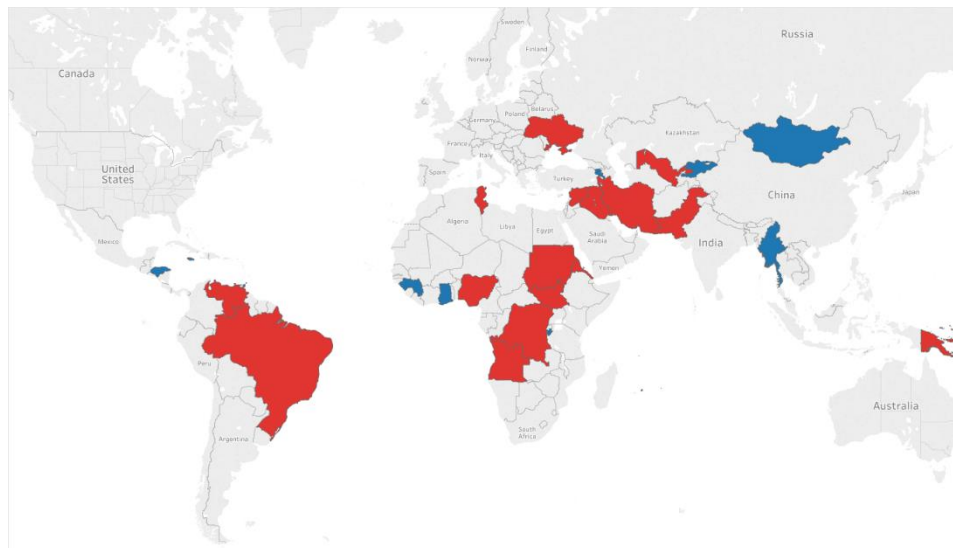 Sweden
Russia
Finland
Norway
Canada
Belarus
Poland
Germany
Kazakhstan
France
Italy
United
States
Spain
Turkey
Japan
China
Algeria
Libya
Egypt
Saudi
Arabia
India
Mexico
Yemen
Peru
Australia
South
Africa
Argentina